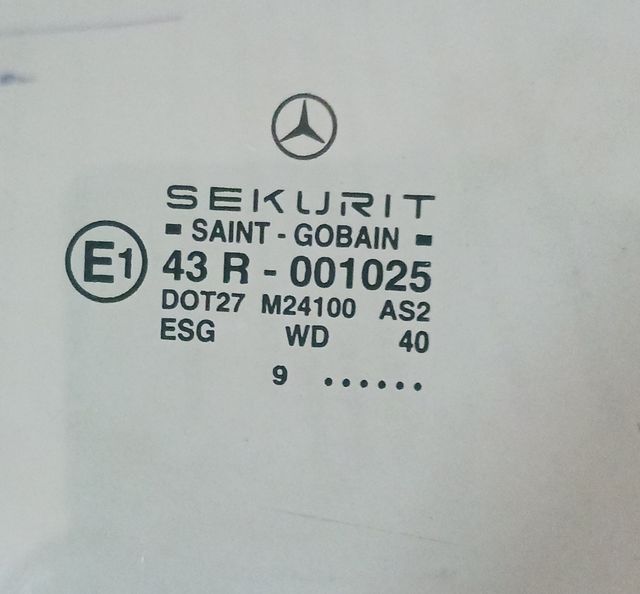 SEKURIT
SAINT - GOBAIN
E1 43 R - 001025
DOT27 M24100 AS2
ESG WD 40
9 ......